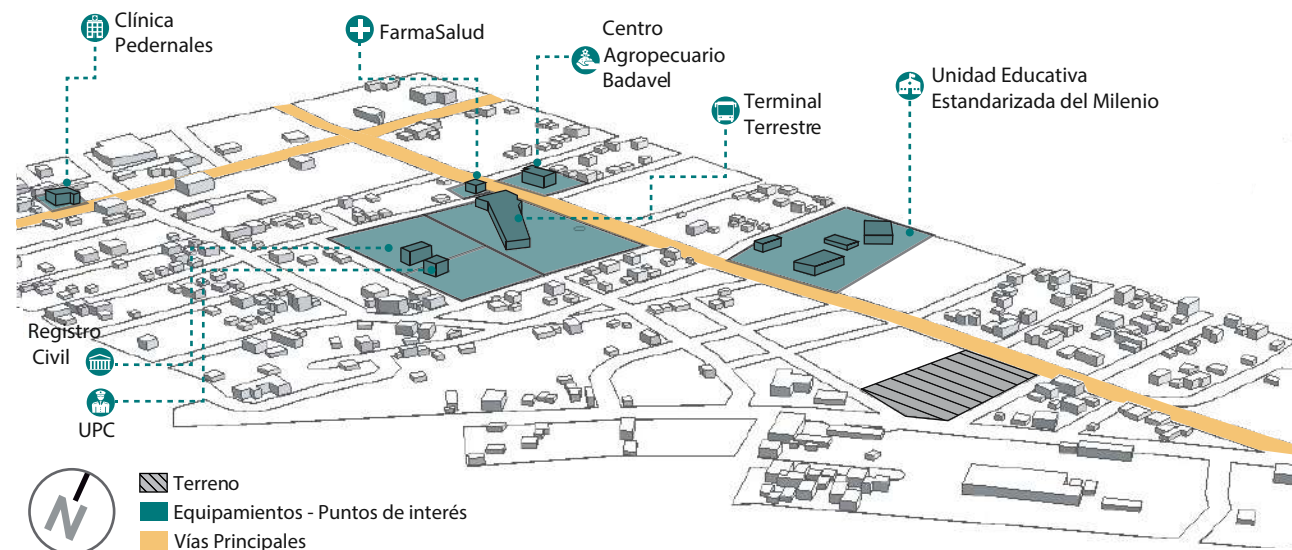 Clínica
Pedernales
FarmaSalud
Centro
Agropecuario
Badavel
Terminal
Terrestre
Unidad Educativa
Estandarizada del Milenio
Registro
Civil
UPC
N
Terreno
Equipamientos - Puntos de interés
Vías Principales